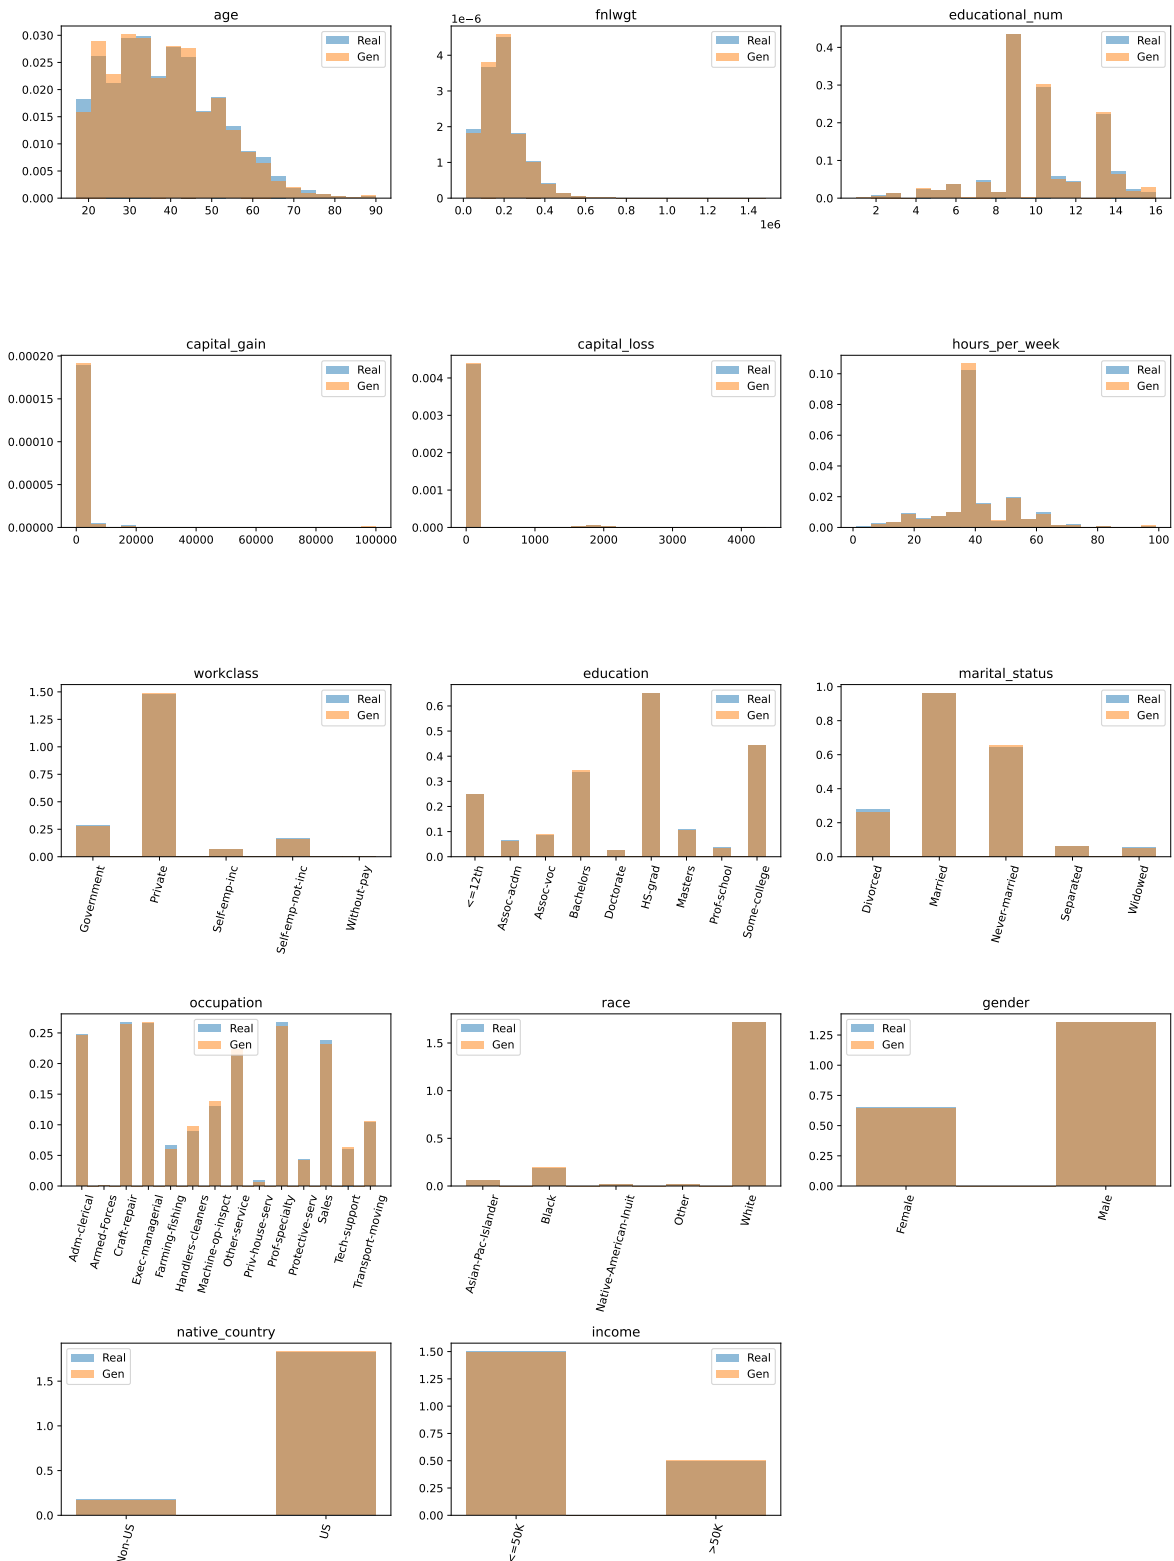 age
fnlwgt
educational_num
1e−6
0.030
0.025
0.020
0.015
0.010
0.005
0.000
Real
Gen
20 30 40 50 60 70 80 90
4
3
2
1
0
Real
Gen
0.0 0.2 0.4 0.6 0.8 1.0 1.2 1.4
1e6
0.4
0.3
0.2
0.1
0.0
Real
Gen
2 4 6 8 10 12 14 16
capital_gain
capital_loss
hours_per_week
0.00020
0.00015
0.00010
0.00005
0.00000
Real
Gen
0 20000 40000 60000 80000 100000
0.004
0.003
0.002
0.001
0.000
Real
Gen
0 1000 2000 3000 4000
0.10
0.08
0.06
0.04
0.02
0.00
Real
Gen
0 20 40 60 80 100
workclass
education
marital_status
1.50
1.25
1.00
0.75
0.50
0.25
0.00
Real
Gen
Government
Private
Self-emp-inc
Self-emp-not-inc
Without-pay
0.6
0.5
0.4
0.3
0.2
0.1
0.0
Real
Gen
<=12th
Assoc-acdm
Assoc-voc
Bachelors
Doctorate
HS-grad
Masters
Prof-school
Some-college
1.0
0.8
0.6
0.4
0.2
0.0
Real
Gen
Divorced
Married
Never-married
Separated
Widowed
occupation
race
gender
0.25
0.20
0.15
0.10
0.05
0.00
Real
Gen
Adm-clerical
Armed-Forces
Craft-repair
Exec-managerial
Farming-fishing
Handlers-cleaners
Machine-op-inspct
Other-service
Priv-house-serv
Prof-specialty
Protective-serv
Sales
Tech-support
Transport-moving
1.5
1.0
0.5
0.0
Real
Gen
Asian-Pac-Islander
Black
Native-American-Inuit
Other
White
1.25
1.00
0.75
0.50
0.25
0.00
Real
Gen
Female
Male
native_country
income
1.5
1.0
0.5
0.0
Real
Gen
Non-US
US
1.50
1.25
1.00
0.75
0.50
0.25
0.00
Real
Gen
<=50K
>50K